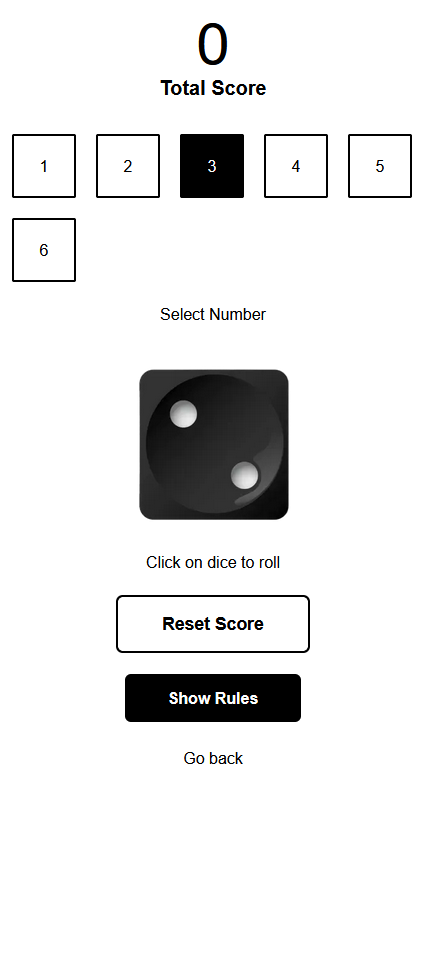 0
Total Score
1 2 3 4 5
6
Select Number
Click on dice to roll
Reset Score
Show Rules
Go back